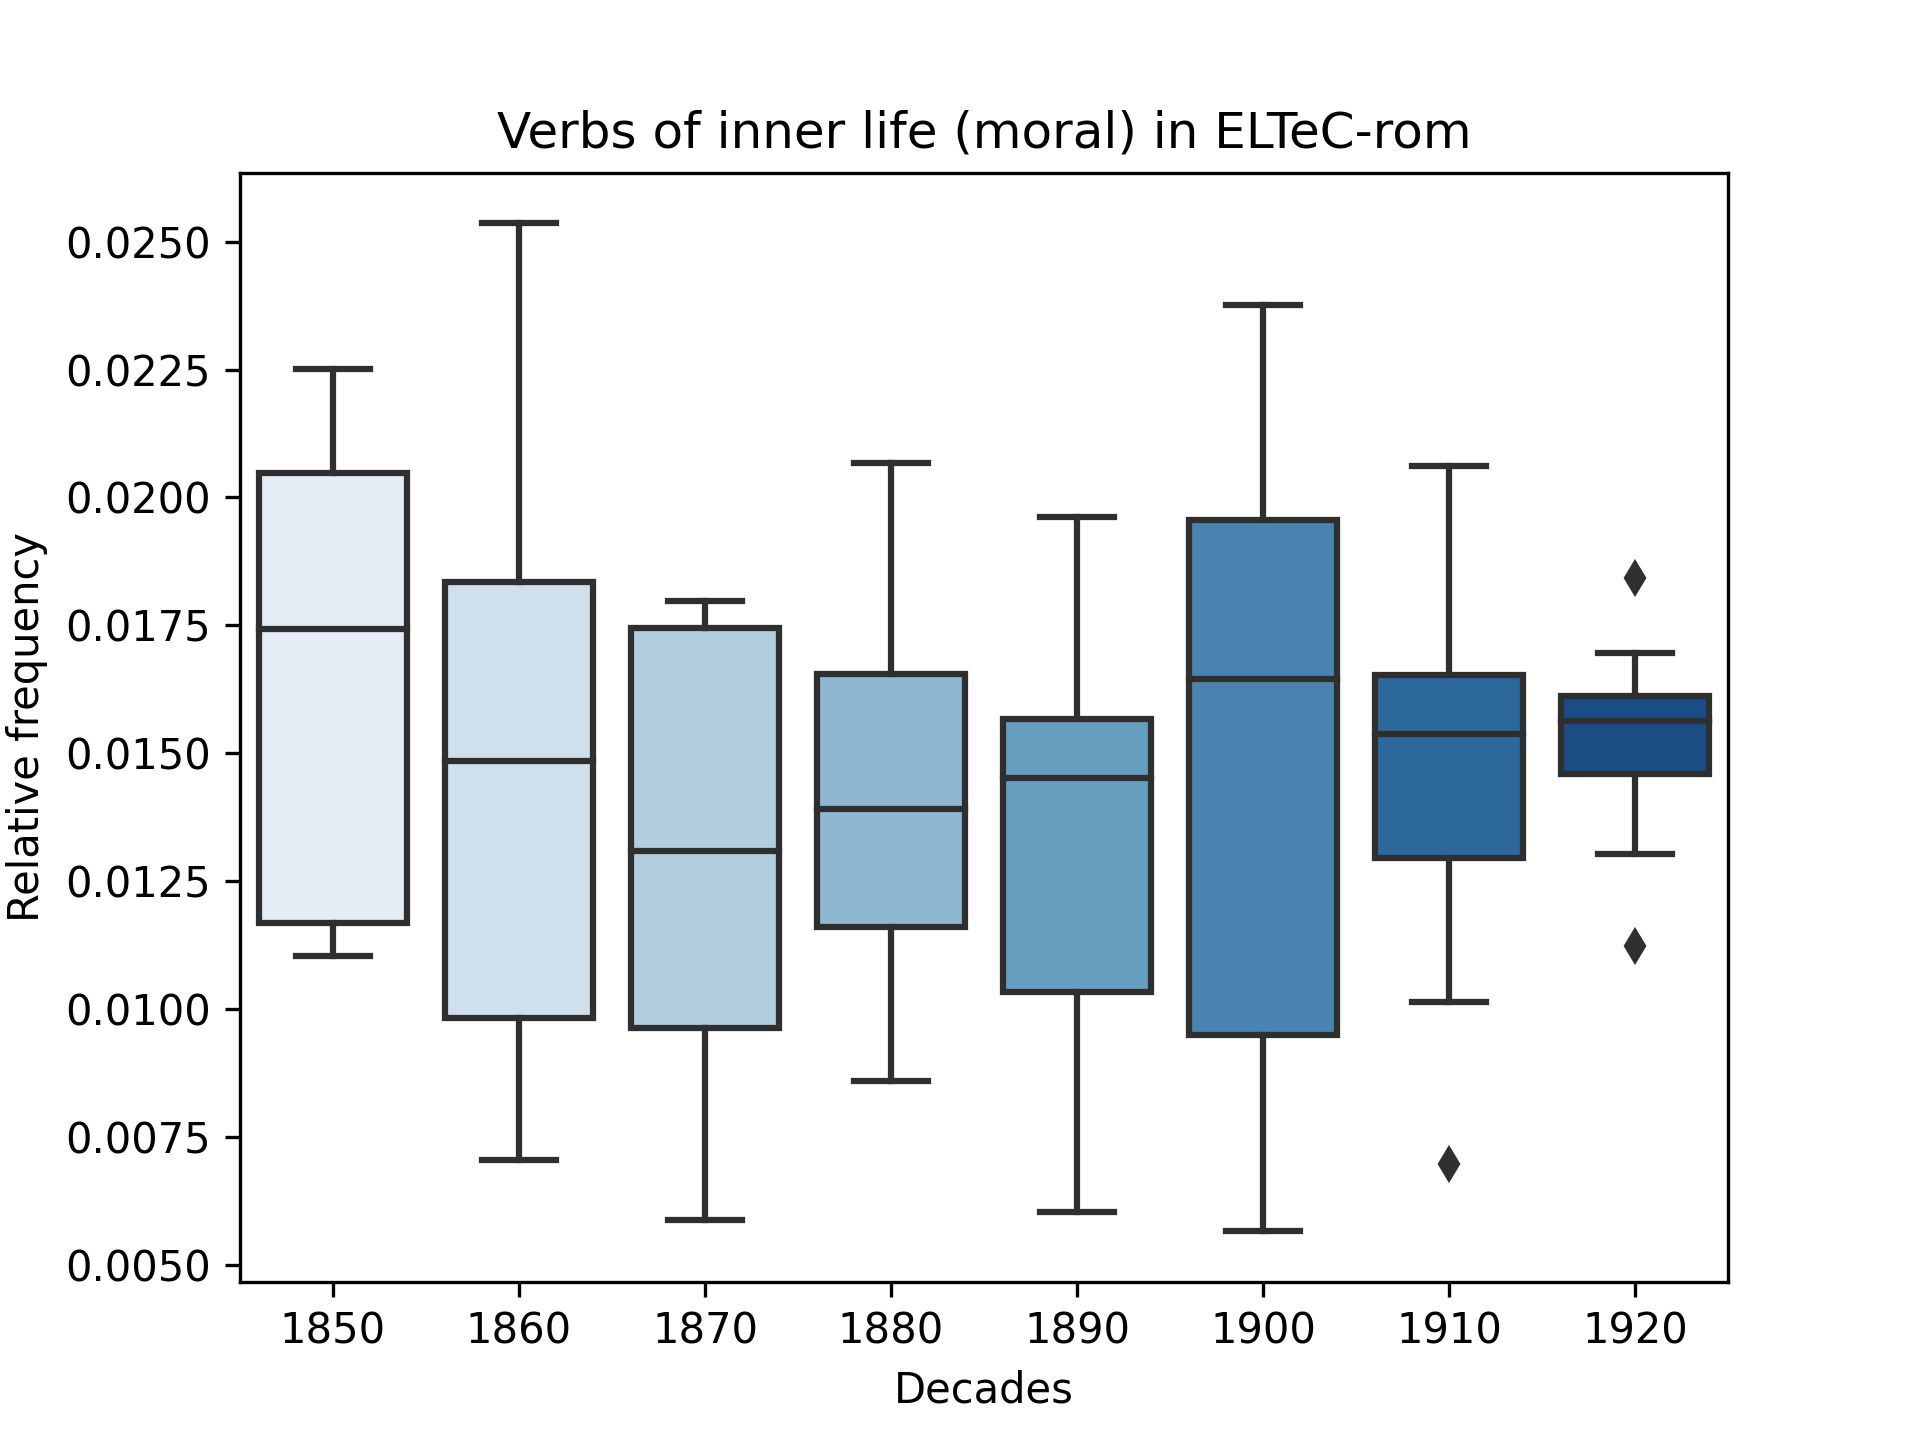 Verbs of inner life (moral) in ELTeC-rom
0.0250
0.0225
0.0200
0.0175
0.0150
0.0125
0.0100
0.0075
0.0050
Relative frequency
1850 1860 1870 1880 1890 1900 1910 1920
Decades